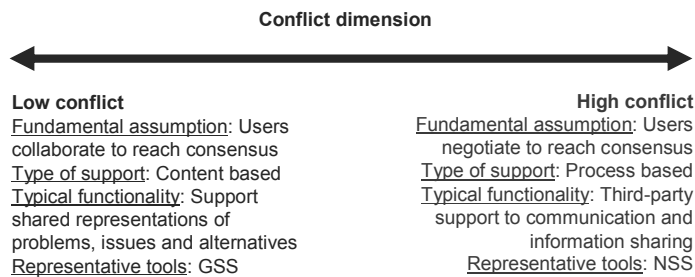 Conflict dimension
Low conflict
Fundamental assumption: Users
collaborate to reach consensus
Type of support: Content based
Typical functionality: Support
shared representations of
problems, issues and alternatives
Representative tools: GSS
High conflict
Fundamental assumption: Users
negotiate to reach consensus
Type of support: Process based
Typical functionality: Third-party
support to communication and
information sharing
Representative tools: NSS